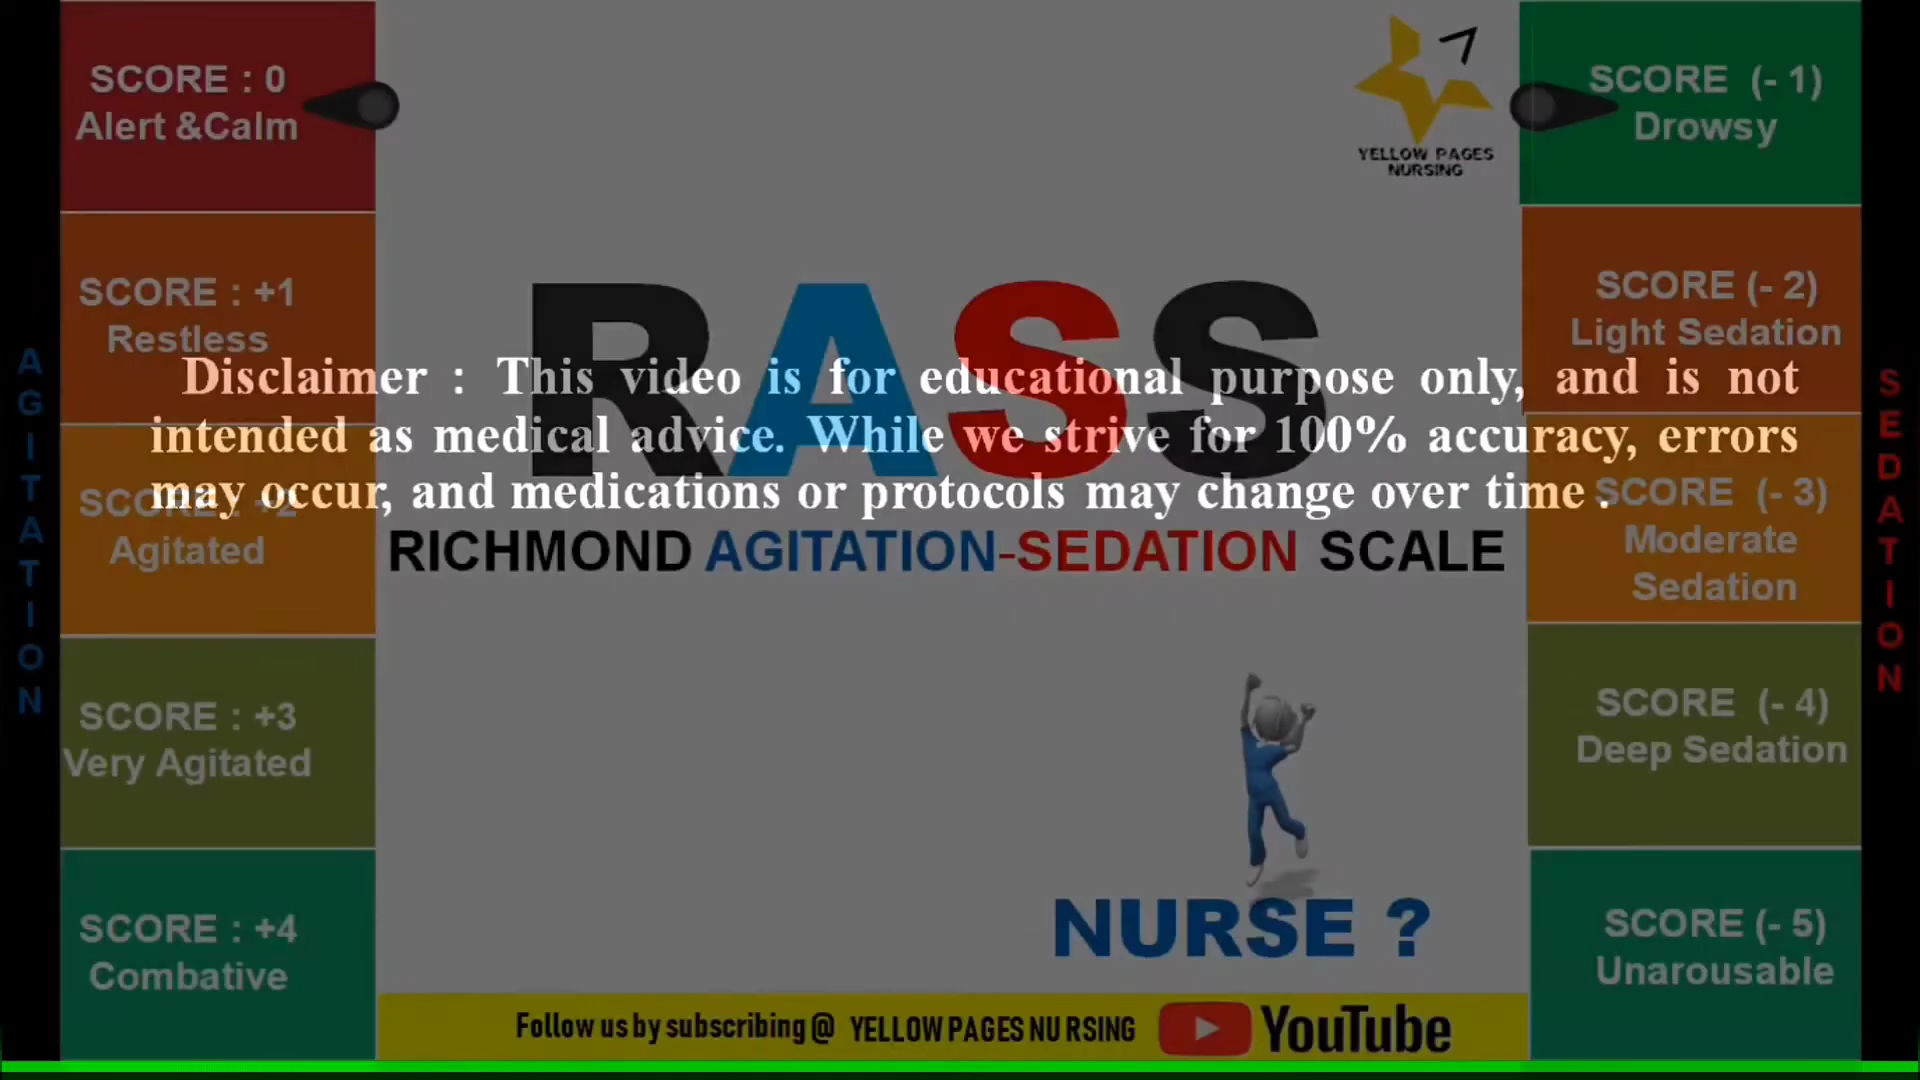 SCORE : 0
Alert &Calm
SCORE : +1
Restless
SCORE : +2
Agitated
SCORE : +3
Very Agitated
SCORE : +4
Combative
AGITATION
YELLOW PAGES
NURSING
RASS
Disclaimer : This video is for educational purpose only, and is not
intended as medical advice. While we strive for 100% accuracy, errors
may occur, and medications or protocols may change over time .
RICHMOND AGITATION-SEDATION SCALE
NURSE ?
Follow us by subscribing @ YELLOW PAGES NU RSING YouTube
SCORE (- 1)
Drowsy
SCORE (- 2)
Light Sedation
SCORE (- 3)
Moderate
Sedation
SCORE (- 4)
Deep Sedation
SCORE (- 5)
Unarousable
SEDATION